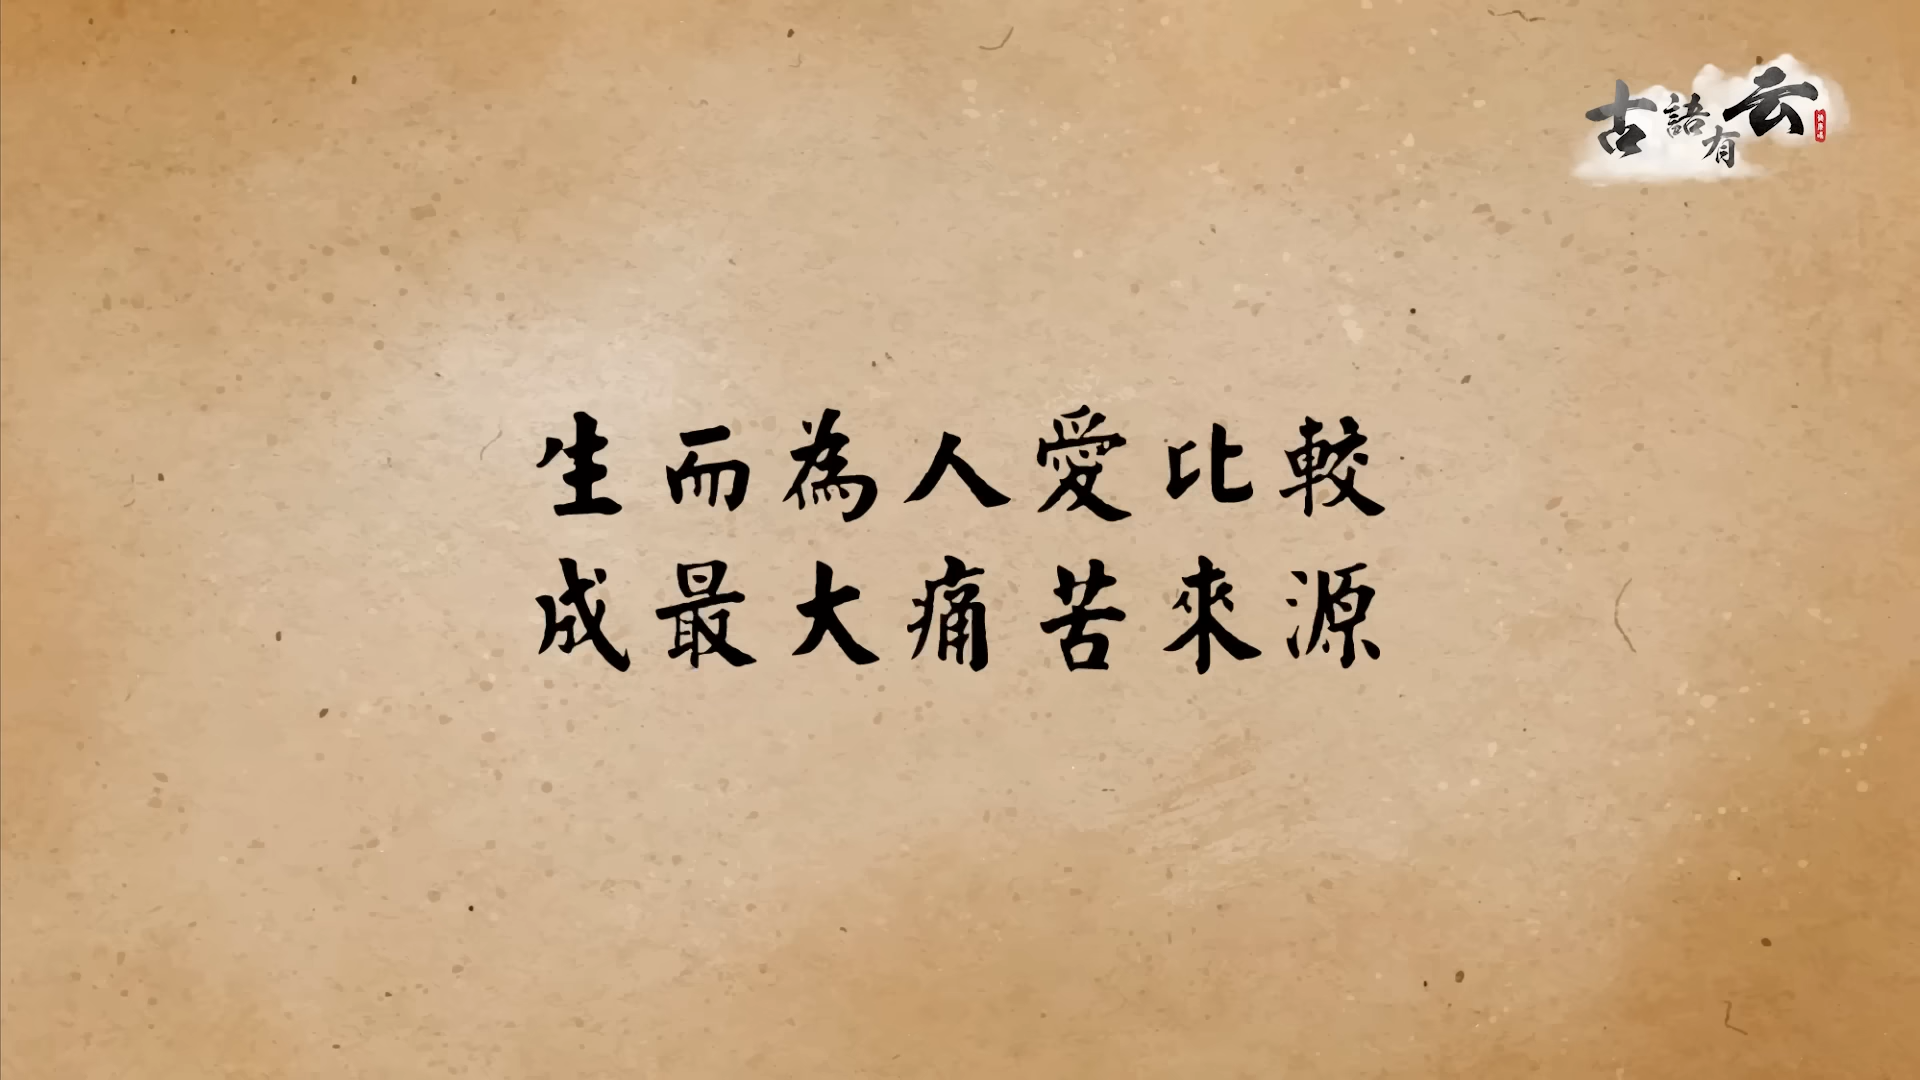 古語有云
生而為人愛比較
成最大痛苦來源